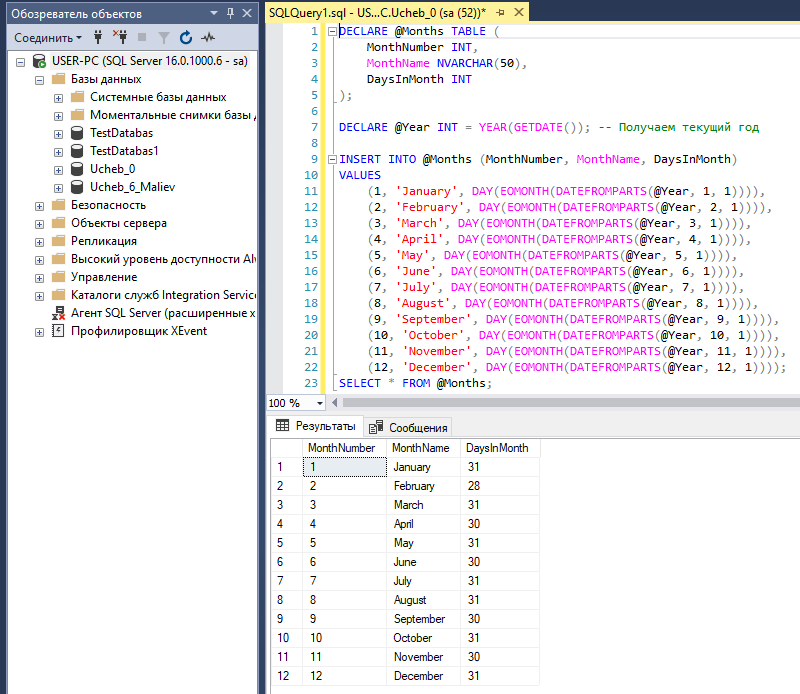 Обозреватель объектов
Соединить
USER-PC (SQL Server 16.0.1000.6 - sa)
Базы данных
Системные базы данных
Моментальные снимки базы
TestDatabas
TestDatabas1
Ucheb_0
Ucheb_6_Maliev
Безопасность
Объекты сервера
Репликация
Высокий уровень доступности
Управление
Каталоги служб Integration Service
Агент SQL Server (расширенные х
Профилировщик XEvent
SQLQuery1.sql - US...C.Ucheb_0 (sa (52))*
1 DECLARE @Months TABLE (
2 MonthNumber INT,
3 MonthName NVARCHAR(50),
4 DaysInMonth INT
5 );
6
7 DECLARE @Year INT = YEAR(GETDATE()); -- Получаем текущий год
8
9 INSERT INTO @Months (MonthNumber, MonthName, DaysInMonth)
10 VALUES
11 (1, 'January', DAY(EOMONTH(DATEFROMPARTS(@Year, 1, 1)))),
12 (2, 'February', DAY(EOMONTH(DATEFROMPARTS(@Year, 2, 1)))),
13 (3, 'March', DAY(EOMONTH(DATEFROMPARTS(@Year, 3, 1)))),
14 (4, 'April', DAY(EOMONTH(DATEFROMPARTS(@Year, 4, 1)))),
15 (5, 'May', DAY(EOMONTH(DATEFROMPARTS(@Year, 5, 1)))),
16 (6, 'June', DAY(EOMONTH(DATEFROMPARTS(@Year, 6, 1)))),
17 (7, 'July', DAY(EOMONTH(DATEFROMPARTS(@Year, 7, 1)))),
18 (8, 'August', DAY(EOMONTH(DATEFROMPARTS(@Year, 8, 1)))),
19 (9, 'September', DAY(EOMONTH(DATEFROMPARTS(@Year, 9, 1)))),
20 (10, 'October', DAY(EOMONTH(DATEFROMPARTS(@Year, 10, 1)))),
21 (11, 'November', DAY(EOMONTH(DATEFROMPARTS(@Year, 11, 1)))),
22 (12, 'December', DAY(EOMONTH(DATEFROMPARTS(@Year, 12, 1))));
23 SELECT * FROM @Months;
100 %
Результаты Сообщения
MonthNumber MonthName DaysInMonth
1 1 January 31
2 2 February 28
3 3 March 31
4 4 April 30
5 5 May 31
6 6 June 30
7 7 July 31
8 8 August 31
9 9 September 30
10 10 October 31
11 11 November 30
12 12 December 31